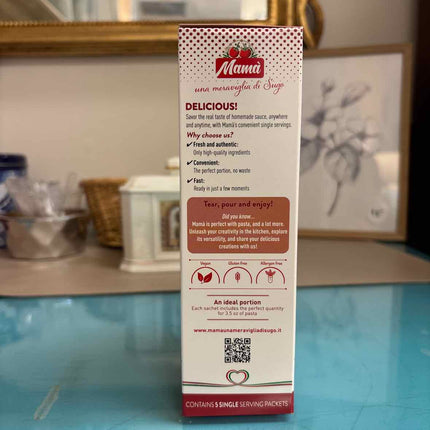 Mamà
una meraviglia di Sugo
DELICIOUS!
Savor the real taste of homemade sauce, anywhere
and anytime, with Mamà's convenient single servings.
Why choose us?
✔ Fresh and authentic:
Only high-quality ingredients
✔ Convenient:
The perfect portion, no waste
✔ Fast:
Ready in just a few moments
Tear, pour and enjoy!
Did you know...
Mamà is perfect with pasta, and a lot more.
Unleash your creativity in the kitchen, explore
its versatility, and share your delicious
creations with us!
Vegan Gluten free Allergen free
An ideal portion
Each sachet includes the perfect quantity
for 3.5 oz of pasta
www.mamaunameravigliadisugo.it
CONTAINS 5 SINGLE SERVING PACKETS